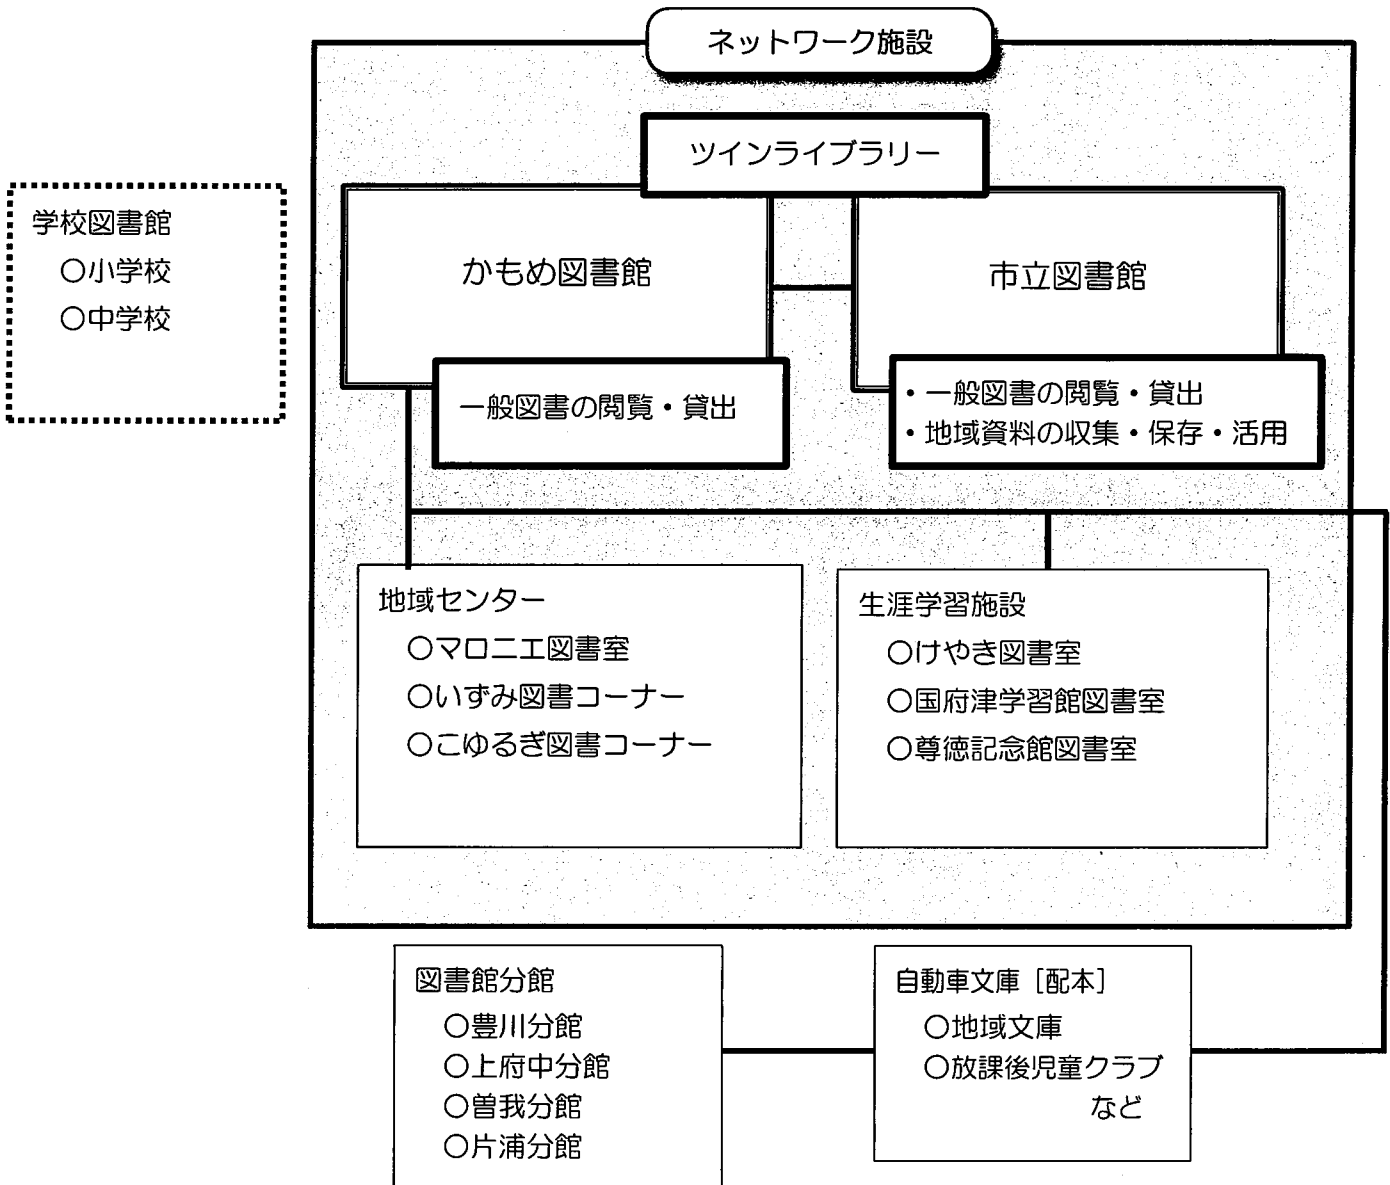 ネットワーク施設
ツインライブラリー
学校図書館
○小学校
○中学校
かもめ図書館
市立図書館
一般図書の閲覧・貸出
・一般図書の閲覧・貸出
・地域資料の収集・保存・活用
地域センター
○マロニエ図書室
○いずみ図書コーナー
○こゆるぎ図書コーナー
生涯学習施設
○けやき図書室
○国府津学習館図書室
○尊徳記念館図書室
図書館分館
○豊川分館
○上府中分館
○曽我分館
○片浦分館
自動車文庫［配本］
○地域文庫
○放課後児童クラブ
など